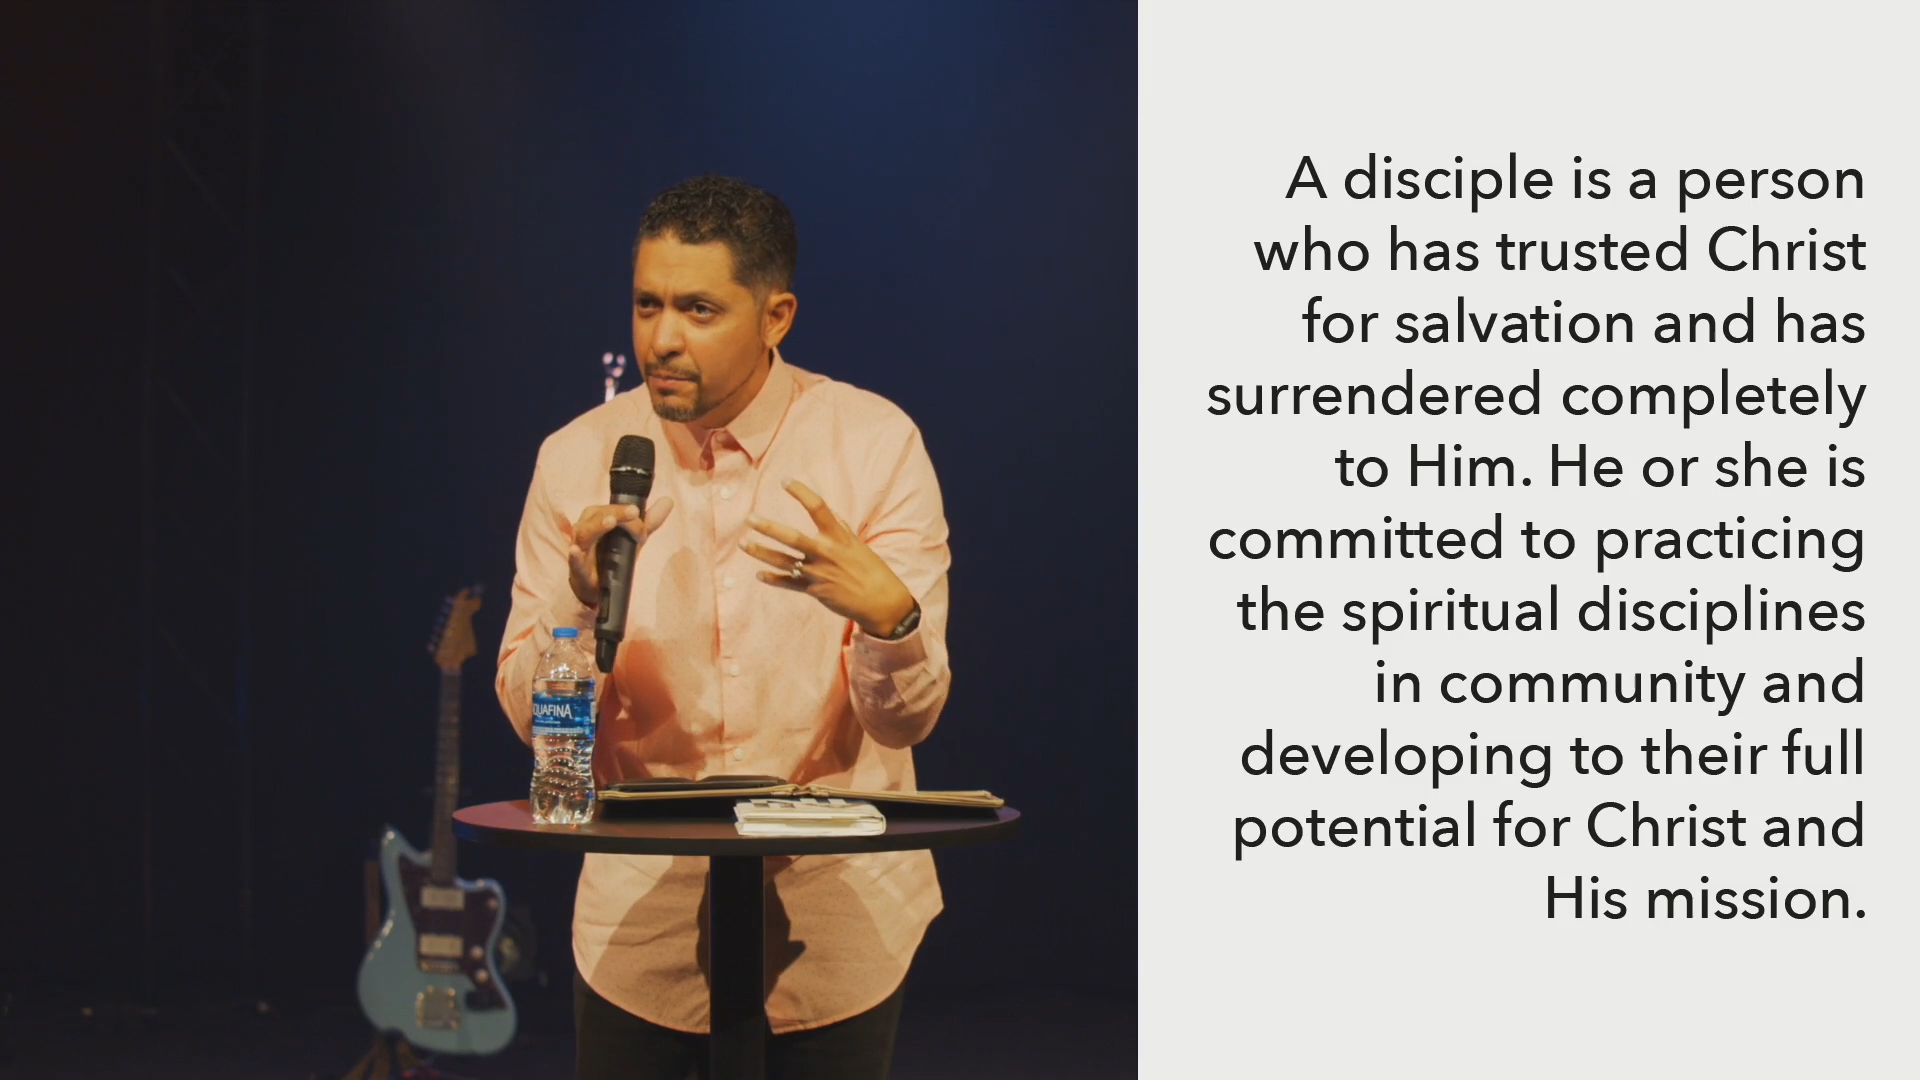 A disciple is a person
who has trusted Christ
for salvation and has
surrendered completely
to Him. He or she is
committed to practicing
the spiritual disciplines
in community and
developing to their full
potential for Christ and
His mission.
QUAFINA